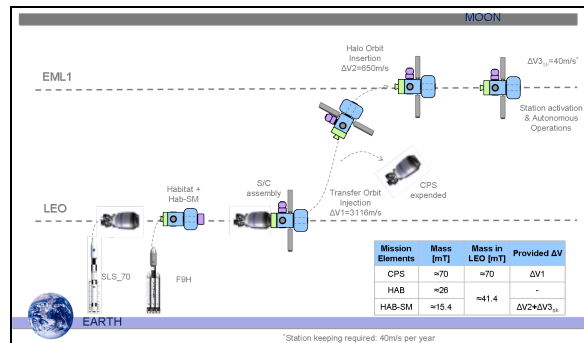 MOON
Halo Orbit
Insertion
ΔV2=650m/s
ΔV3sk=40m/s*
EML1
Station activation
& Autonomous
Operations
Habitat +
Hab-SM
S/C
assembly
CPS
expended
Transfer Orbit
Injection
ΔV1=3116m/s
LEO
SLS_70
F9H
Mission Elements Mass [mT] Mass in LEO [mT] Provided ΔV
CPS ≈70 ≈70 ΔV1
HAB ≈26 ≈41.4 -
HAB-SM ≈15.4 ΔV2+ΔV3sk
EARTH
*Station keeping required: 40m/s per year